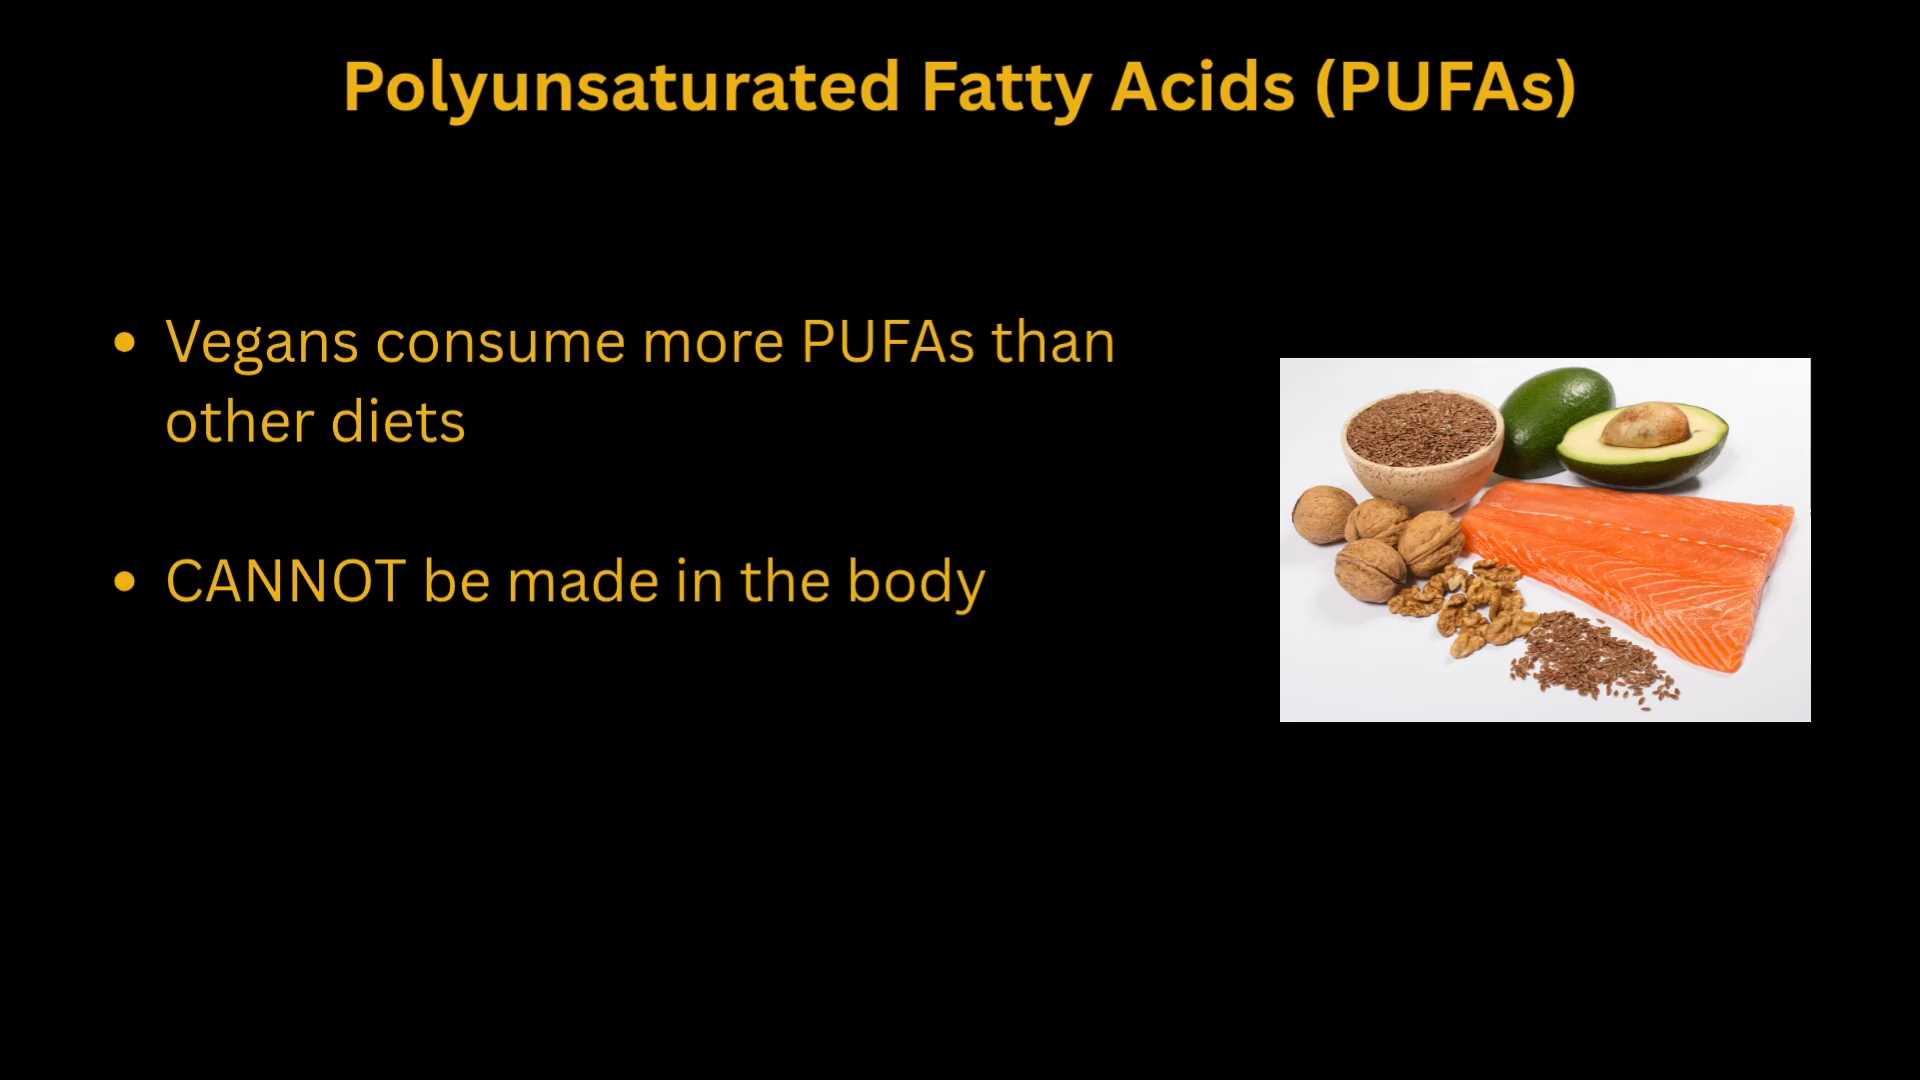 Polyunsaturated Fatty Acids (PUFAs)
• Vegans consume more PUFAs than
other diets
• CANNOT be made in the body